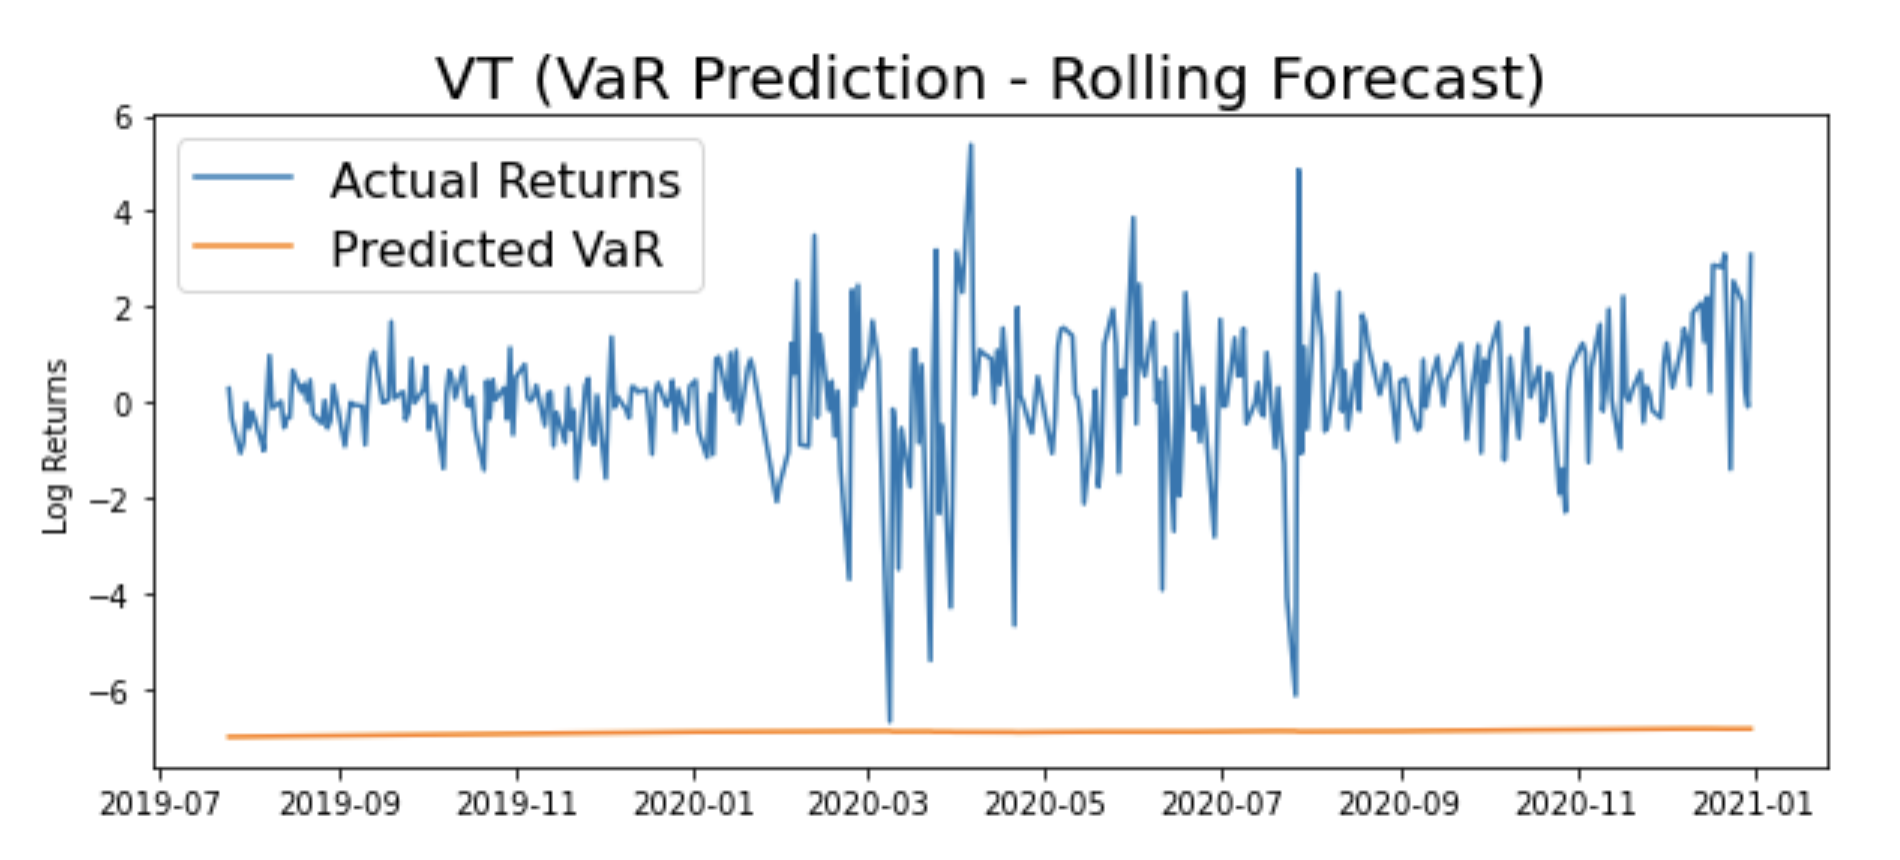 VT (VaR Prediction - Rolling Forecast)
Actual Returns
Predicted VaR
Log Returns
6
4
2
0
−2
−4
−6
2019-07 2019-09 2019-11 2020-01 2020-03 2020-05 2020-07 2020-09 2020-11 2021-01